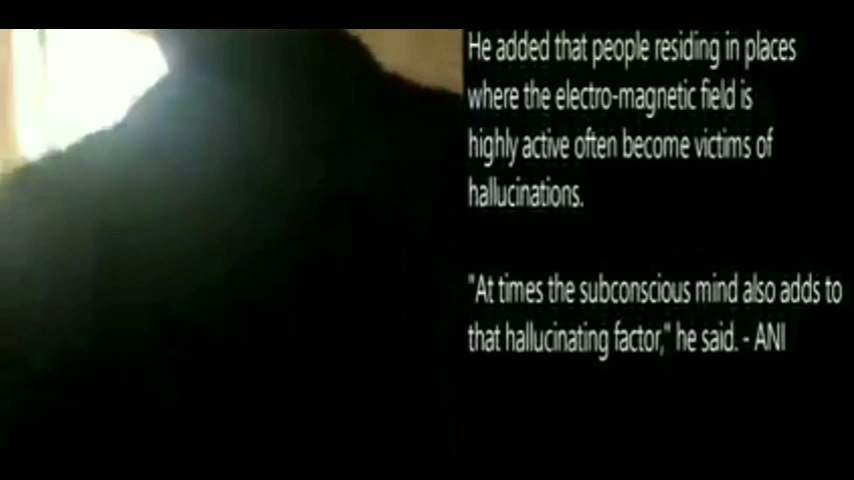 He added that people residing in places
where the electro-magnetic field is
highly active often become victims of
hallucinations.
"At times the subconscious mind also adds to
that hallucinating factor," he said. - ANI